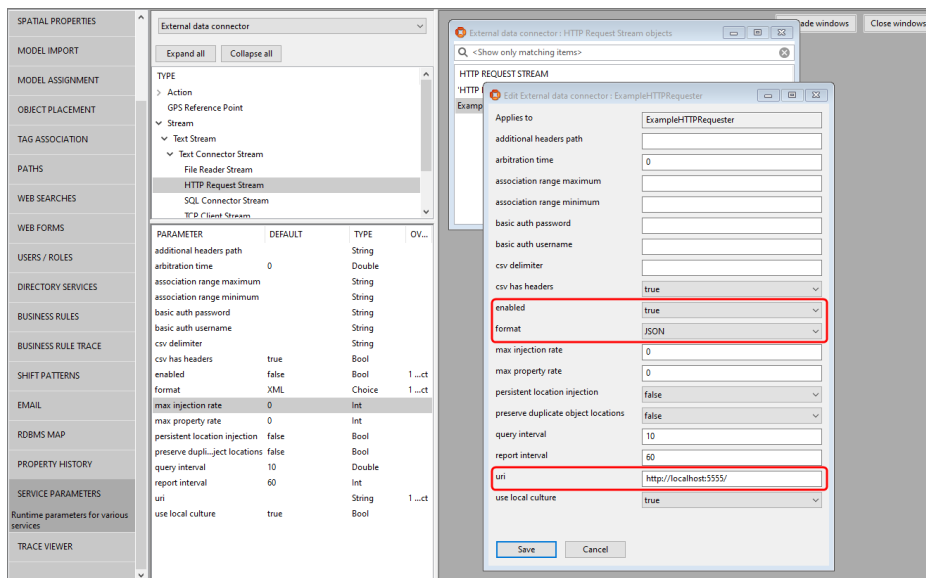 SPATIAL PROPERTIES
MODEL IMPORT
MODEL ASSIGNMENT
OBJECT PLACEMENT
TAG ASSOCIATION
PATHS
WEB SEARCHES
WEB FORMS
USERS / ROLES
DIRECTORY SERVICES
BUSINESS RULES
BUSINESS RULE TRACE
SHIFT PATTERNS
EMAIL
RDBMS MAP
PROPERTY HISTORY
SERVICE PARAMETERS
Runtime parameters for various
services
TRACE VIEWER
External data connector
Expand all Collapse all
TYPE
Action
GPS Reference Point
Stream
Text Stream
Text Connector Stream
File Reader Stream
HTTP Request Stream
SQL Connector Stream
TCP Client Stream
PARAMETER DEFAULT TYPE OV...
additional headers path String
arbitration time 0 Double
association range maximum String
association range minimum String
basic auth password String
basic auth username String
csv delimiter String
csv has headers true Bool
enabled false Bool 1 ...ct
format XML Choice 1 ...ct
max injection rate 0 Int
max property rate 0 Int
persistent location injection false Bool
preserve dupli...ject locations false Bool
query interval 10 Double
report interval 60 Int
uri String 1 ...ct
use local culture true Bool
ade windows Close windows
External data connector : HTTP Request Stream objects
<Show only matching items>
HTTP REQUEST STREAM
'HTTP
Examp
Edit External data connector : ExampleHTTPRequester
Applies to ExampleHTTPRequester
additional headers path
arbitration time 0
association range maximum
association range minimum
basic auth password
basic auth username
csv delimiter
csv has headers true
enabled true
format JSON
max injection rate 0
max property rate 0
persistent location injection false
preserve duplicate object locations false
query interval 10
report interval 60
uri http://localhost:5555/
use local culture true
Save Cancel